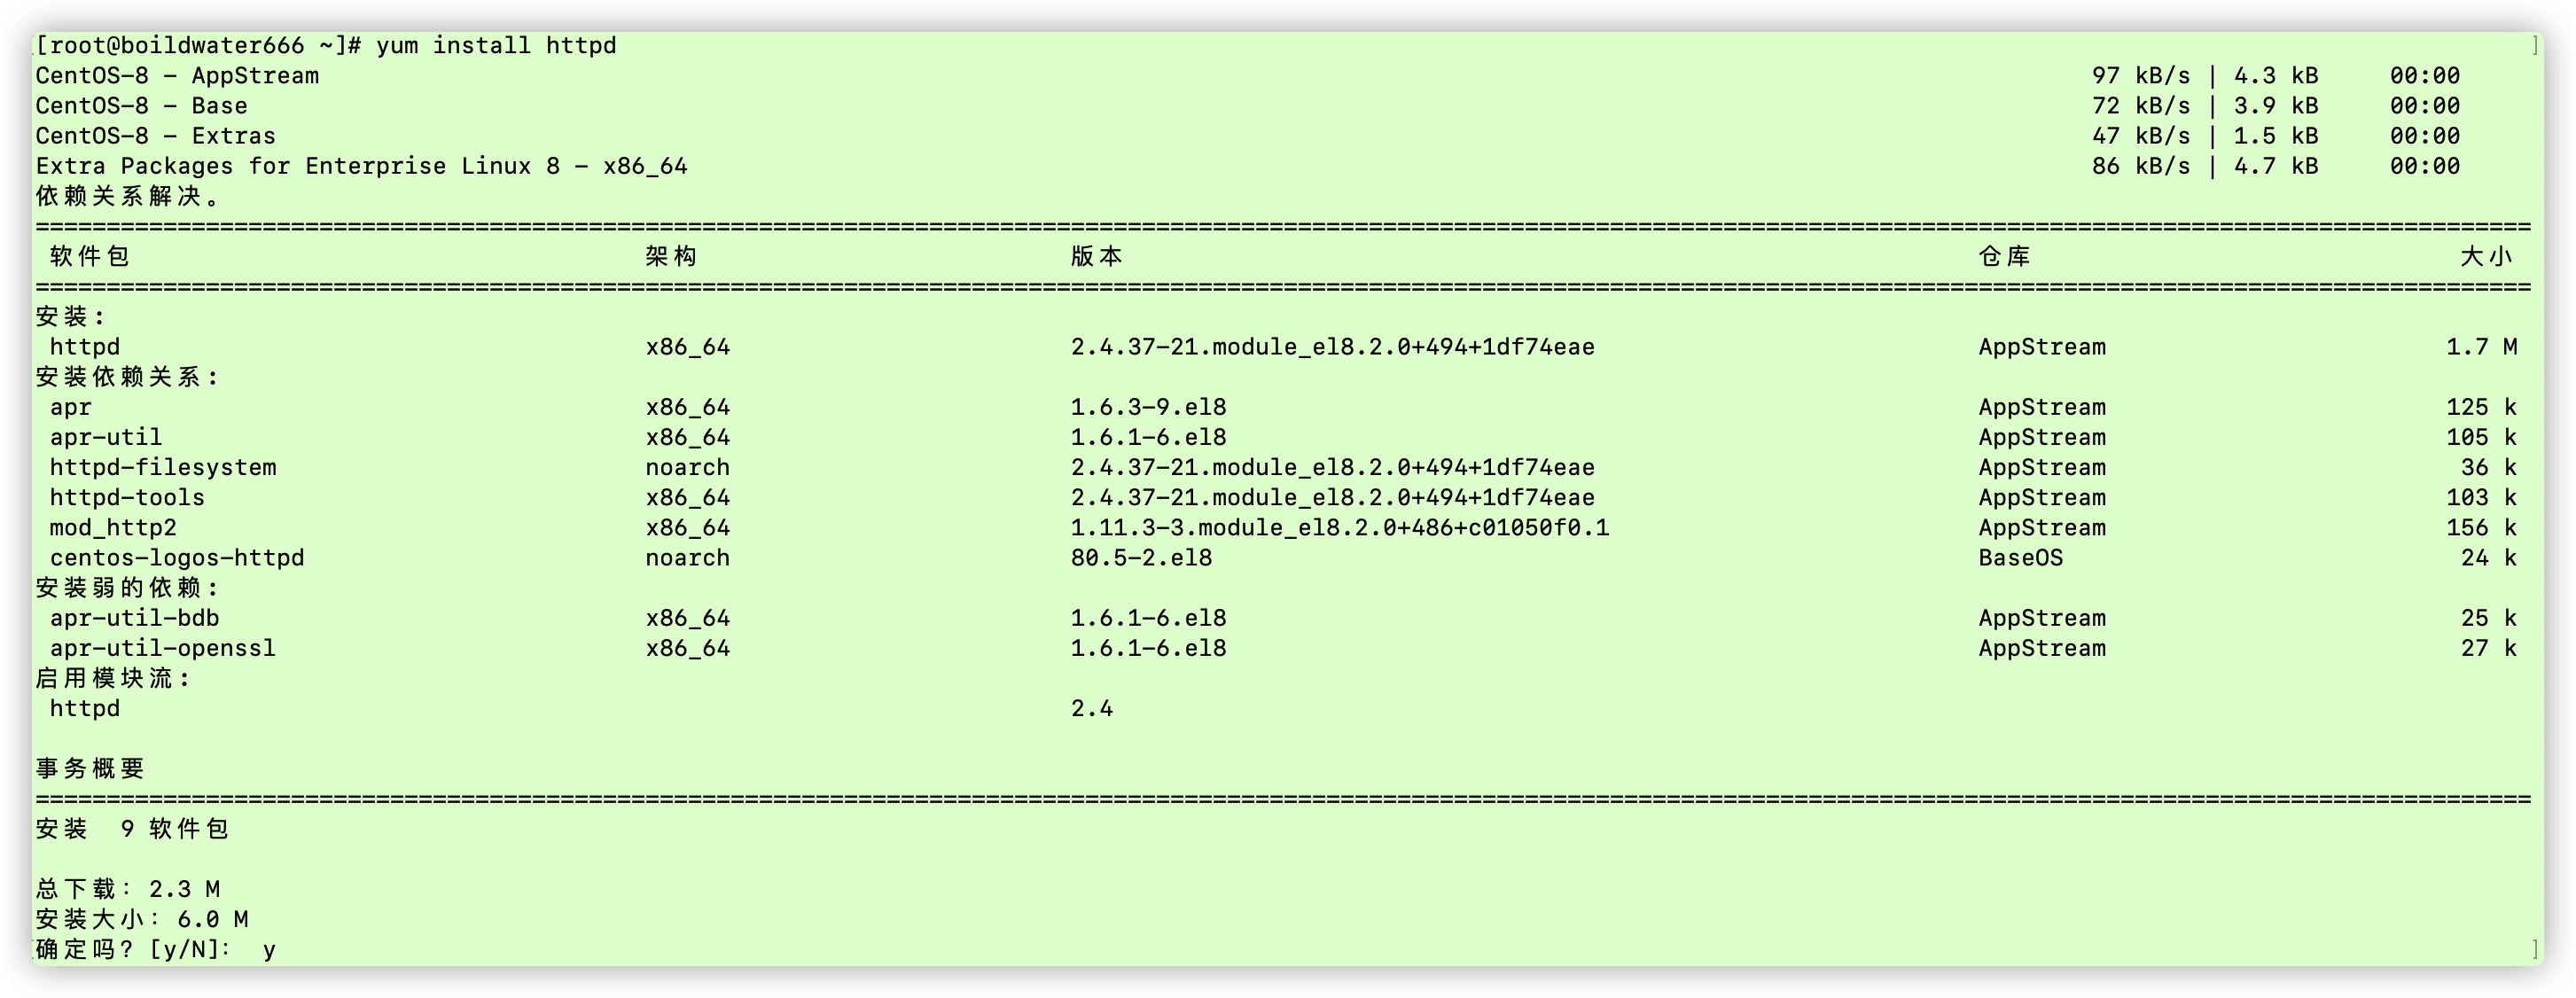 [root@boildwater666 ~]# yum install httpd
CentOS-8 - AppStream 97 kB/s | 4.3 kB 00:00
CentOS-8 - Base 72 kB/s | 3.9 kB 00:00
CentOS-8 - Extras 47 kB/s | 1.5 kB 00:00
Extra Packages for Enterprise Linux 8 - x86_64 86 kB/s | 4.7 kB 00:00
依赖关系解决。
软件包 架构 版本 仓库 大小
安装:
httpd x86_64 2.4.37-21.module_el8.2.0+494+1df74eae AppStream 1.7 M
安装依赖关系:
apr x86_64 1.6.3-9.el8 AppStream 125 k
apr-util x86_64 1.6.1-6.el8 AppStream 105 k
httpd-filesystem noarch 2.4.37-21.module_el8.2.0+494+1df74eae AppStream 36 k
httpd-tools x86_64 2.4.37-21.module_el8.2.0+494+1df74eae AppStream 103 k
mod_http2 x86_64 1.11.3-3.module_el8.2.0+486+c01050f0.1 AppStream 156 k
centos-logos-httpd noarch 80.5-2.el8 BaseOS 24 k
安装弱的依赖:
apr-util-bdb x86_64 1.6.1-6.el8 AppStream 25 k
apr-util-openssl x86_64 1.6.1-6.el8 AppStream 27 k
启用模块流:
httpd 2.4
事务概要
安装 9 软件包
总下载：2.3 M
安装大小：6.0 M
确定吗？[y/N]： y